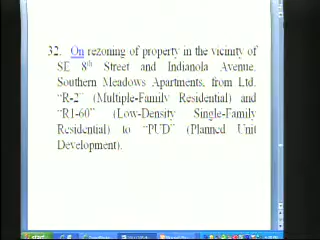 32. On rezoning of property in the vicinity of
SE 8th Street and Indianola Avenue,
Southern Meadows Apartments, from Ltd.
“R-2” (Multiple-Family Residential) and
“R1-60” (Low-Density Single-Family
Residential) to “PUD” (Planned Unit
Development).
start